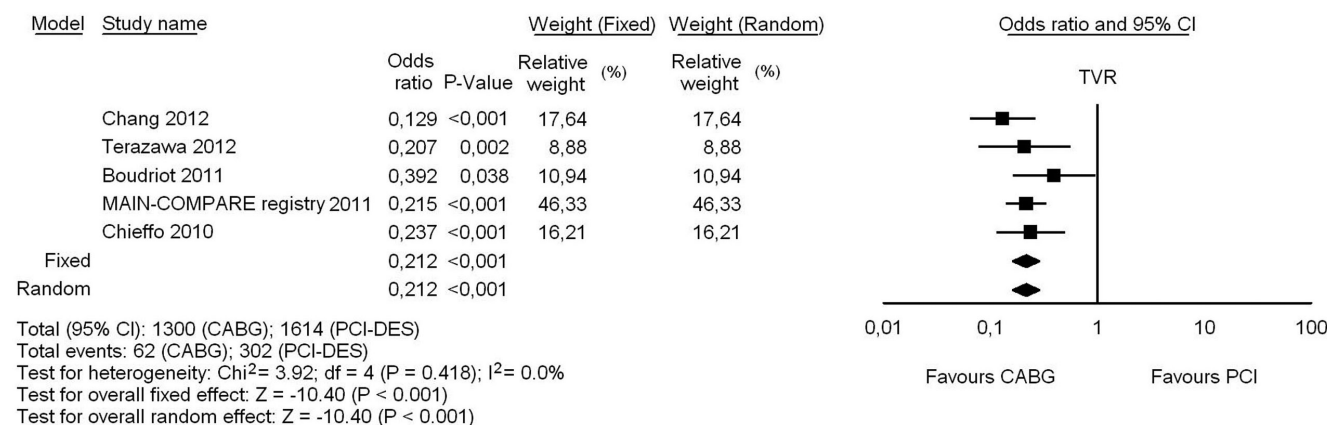 Model Study name Weight (Fixed) Weight (Random) Odds ratio and 95% CI
Odds ratio P-Value Relative weight (%) Relative weight (%) TVR
Chang 2012 0,129 <0,001 17,64 17,64
Terazawa 2012 0,207 0,002 8,88 8,88
Boudriot 2011 0,392 0,038 10,94 10,94
MAIN-COMPARE registry 2011 0,215 <0,001 46,33 46,33
Chieffo 2010 0,237 <0,001 16,21 16,21
Fixed 0,212 <0,001
Random 0,212 <0,001
0,01 0,1 1 10 100
Favours CABG Favours PCI
Total (95% CI): 1300 (CABG); 1614 (PCI-DES)
Total events: 62 (CABG); 302 (PCI-DES)
Test for heterogeneity: Chi²= 3.92; df = 4 (P = 0.418); I²= 0.0%
Test for overall fixed effect: Z = -10.40 (P < 0.001)
Test for overall random effect: Z = -10.40 (P < 0.001)